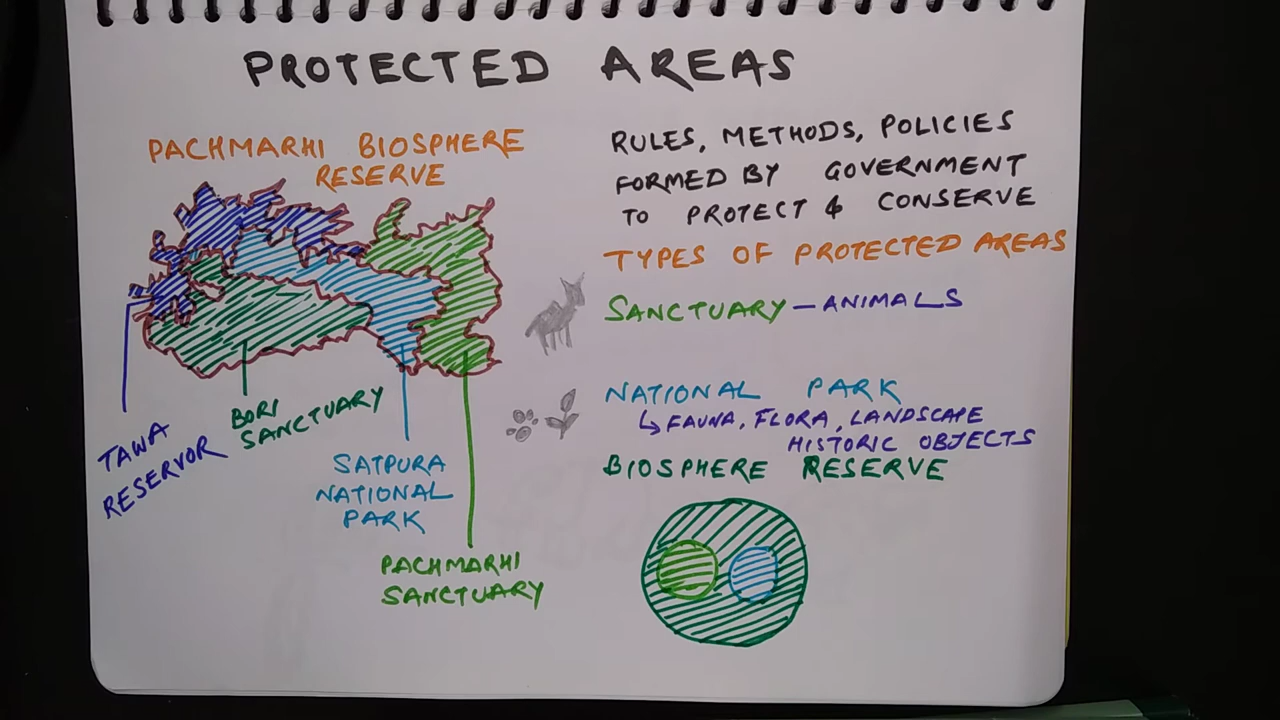 PROTECTED AREAS
PACHMARHI BIOSPHERE
RESERVE
TAWA
RESERVOR
BORI
SANCTUARY
SATPURA
NATIONAL
PARK
PACHMARHI
SANCTUARY
RULES, METHODS, POLICIES
FORMED BY GOVERNMENT
TO PROTECT & CONSERVE
TYPES OF PROTECTED AREAS
SANCTUARY – ANIMALS
NATIONAL PARK
↳ FAUNA, FLORA, LANDSCAPE
HISTORIC OBJECTS
BIOSPHERE RESERVE